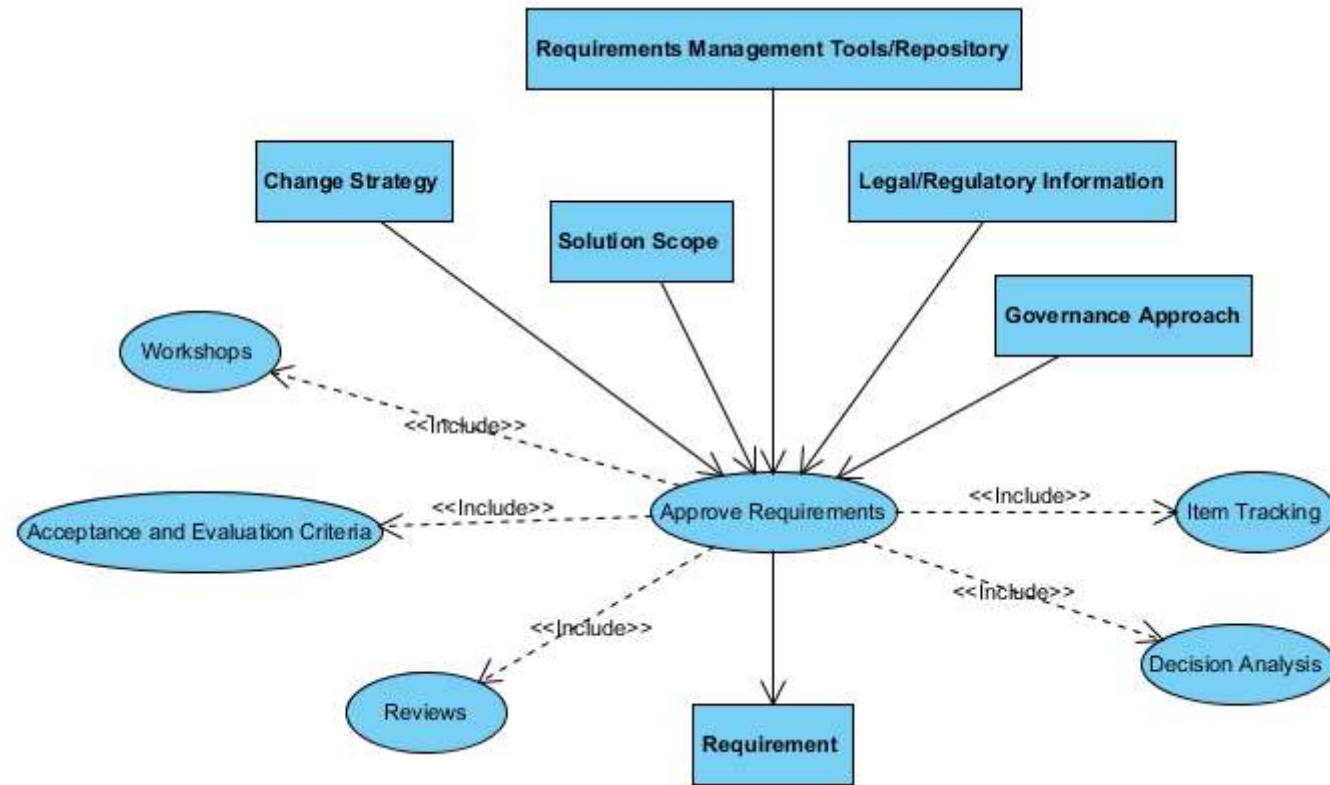 Requirements Management Tools/Repository
Change Strategy
Legal/Regulatory Information
Solution Scope
Governance Approach
Workshops
<<Include>>
Acceptance and Evaluation Criteria
<<Include>>
Approve Requirements
<<Include>>
Item Tracking
<<Include>>
<<Include>>
Decision Analysis
Reviews
Requirement